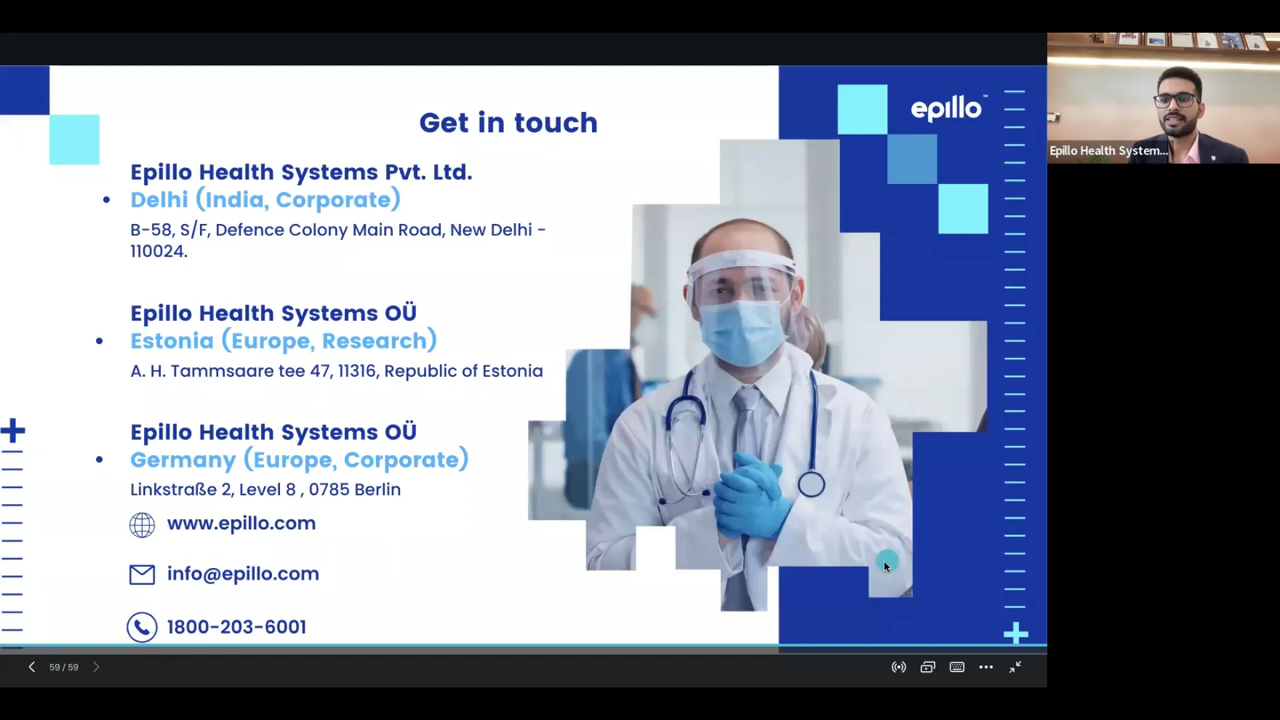 Get in touch
epillo™
Epillo Health Systems Pvt. Ltd.
• Delhi (India, Corporate)
B-58, S/F, Defence Colony Main Road, New Delhi -
110024.
Epillo Health Systems OÜ
• Estonia (Europe, Research)
A. H. Tammsaare tee 47, 11316, Republic of Estonia
Epillo Health Systems OÜ
• Germany (Europe, Corporate)
Linkstraße 2, Level 8 , 0785 Berlin
www.epillo.com
info@epillo.com
1800-203-6001
59 / 59
Epillo Health System...